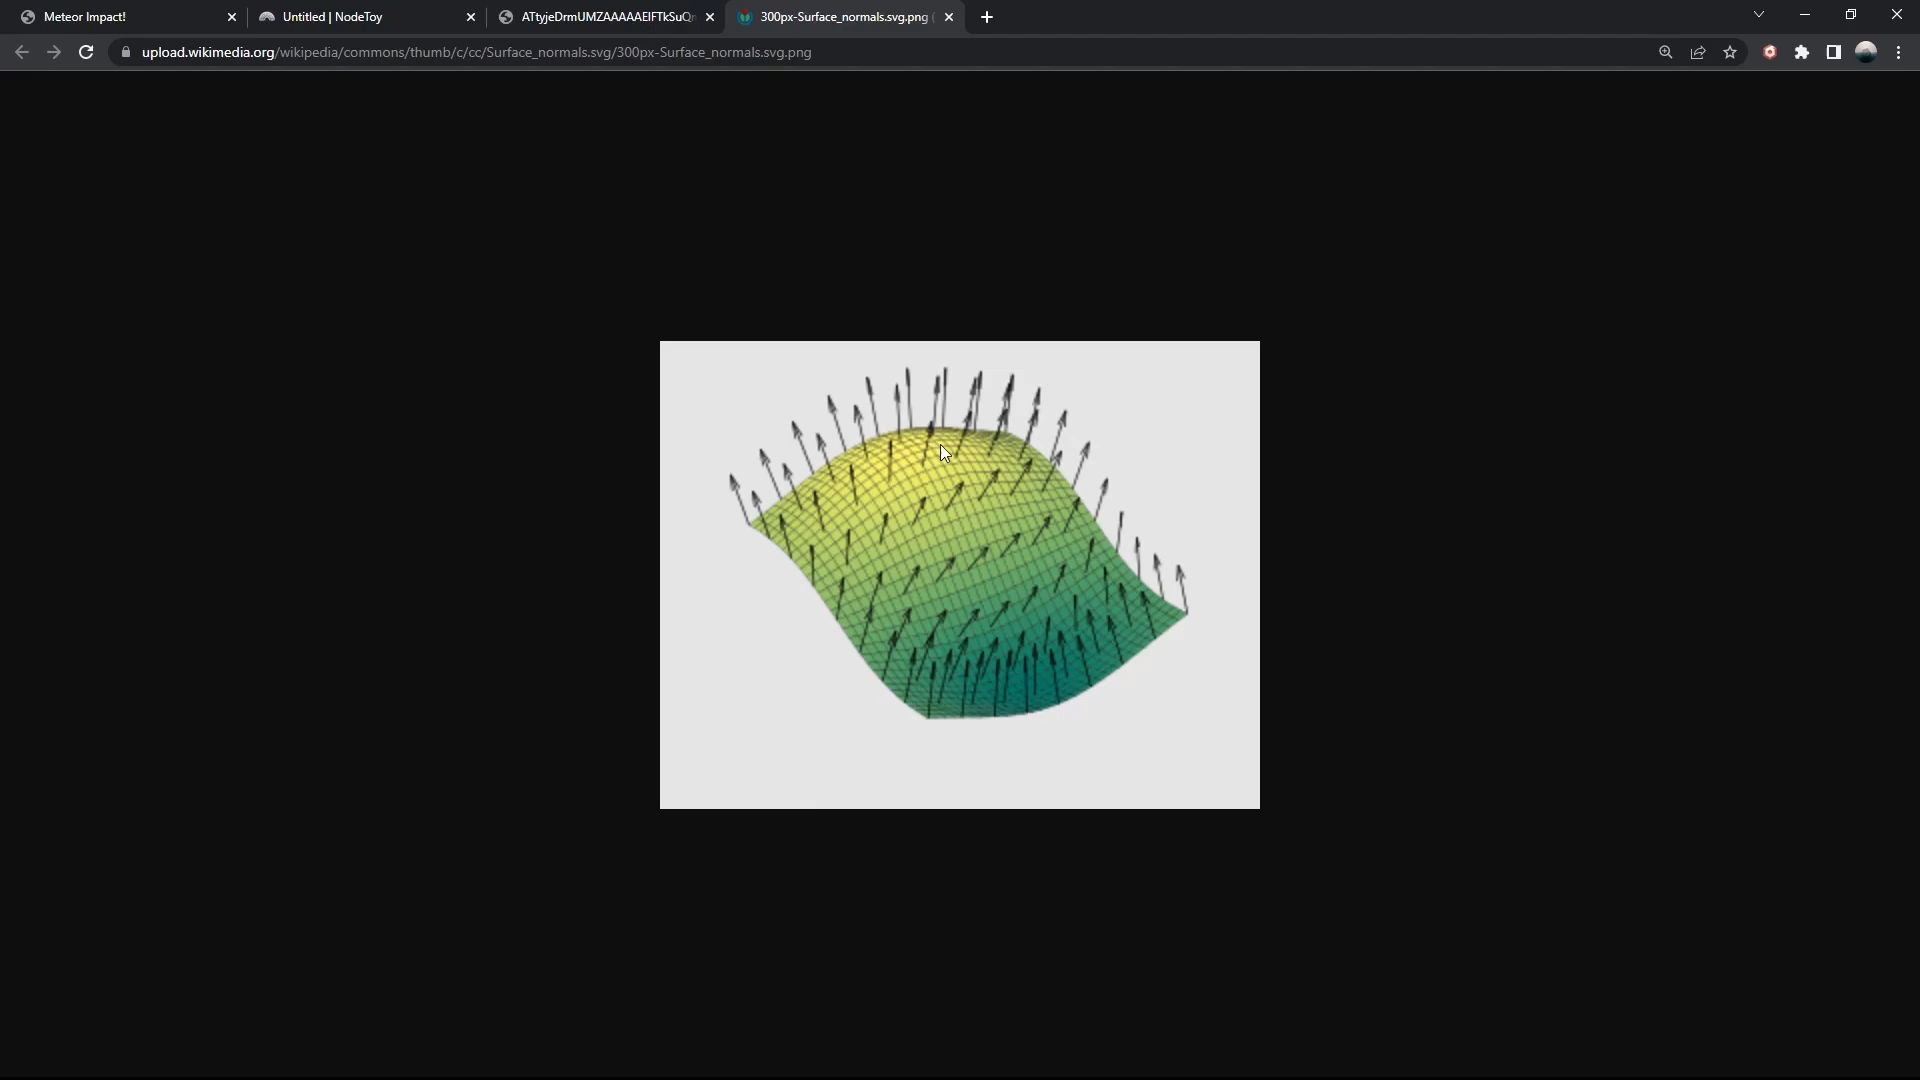 Meteor Impact!
Untitled | NodeToy
300px-Surface_normals.svg.png (
upload.wikimedia.org/wikipedia/commons/thumb/c/cc/Surface_normals.svg/300px-Surface_normals.svg.png